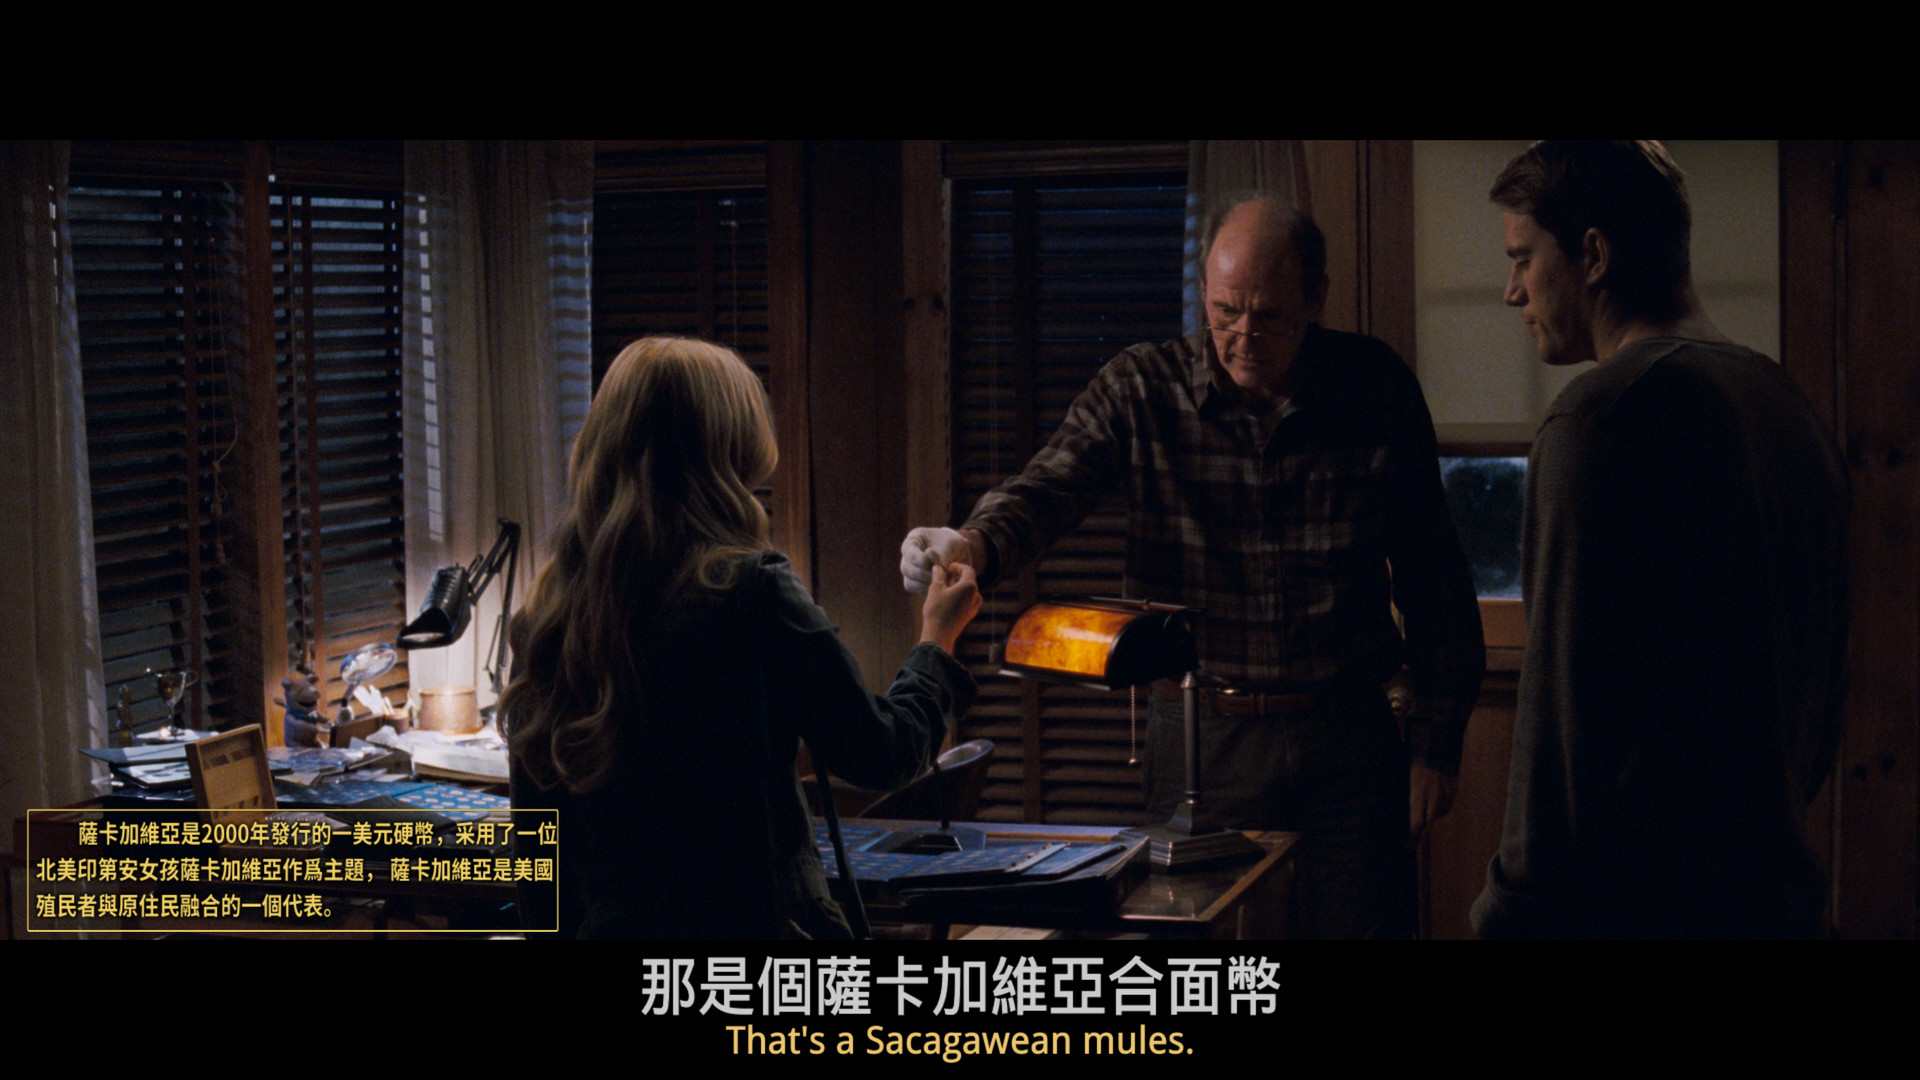 薩卡加維亞是2000年發行的一美元硬幣，采用了一位
北美印第安女孩薩卡加維亞作爲主題， 薩卡加維亞是美國
殖民者與原住民融合的一個代表。
那是個薩卡加維亞合面幣
That's a Sacagawean mules.